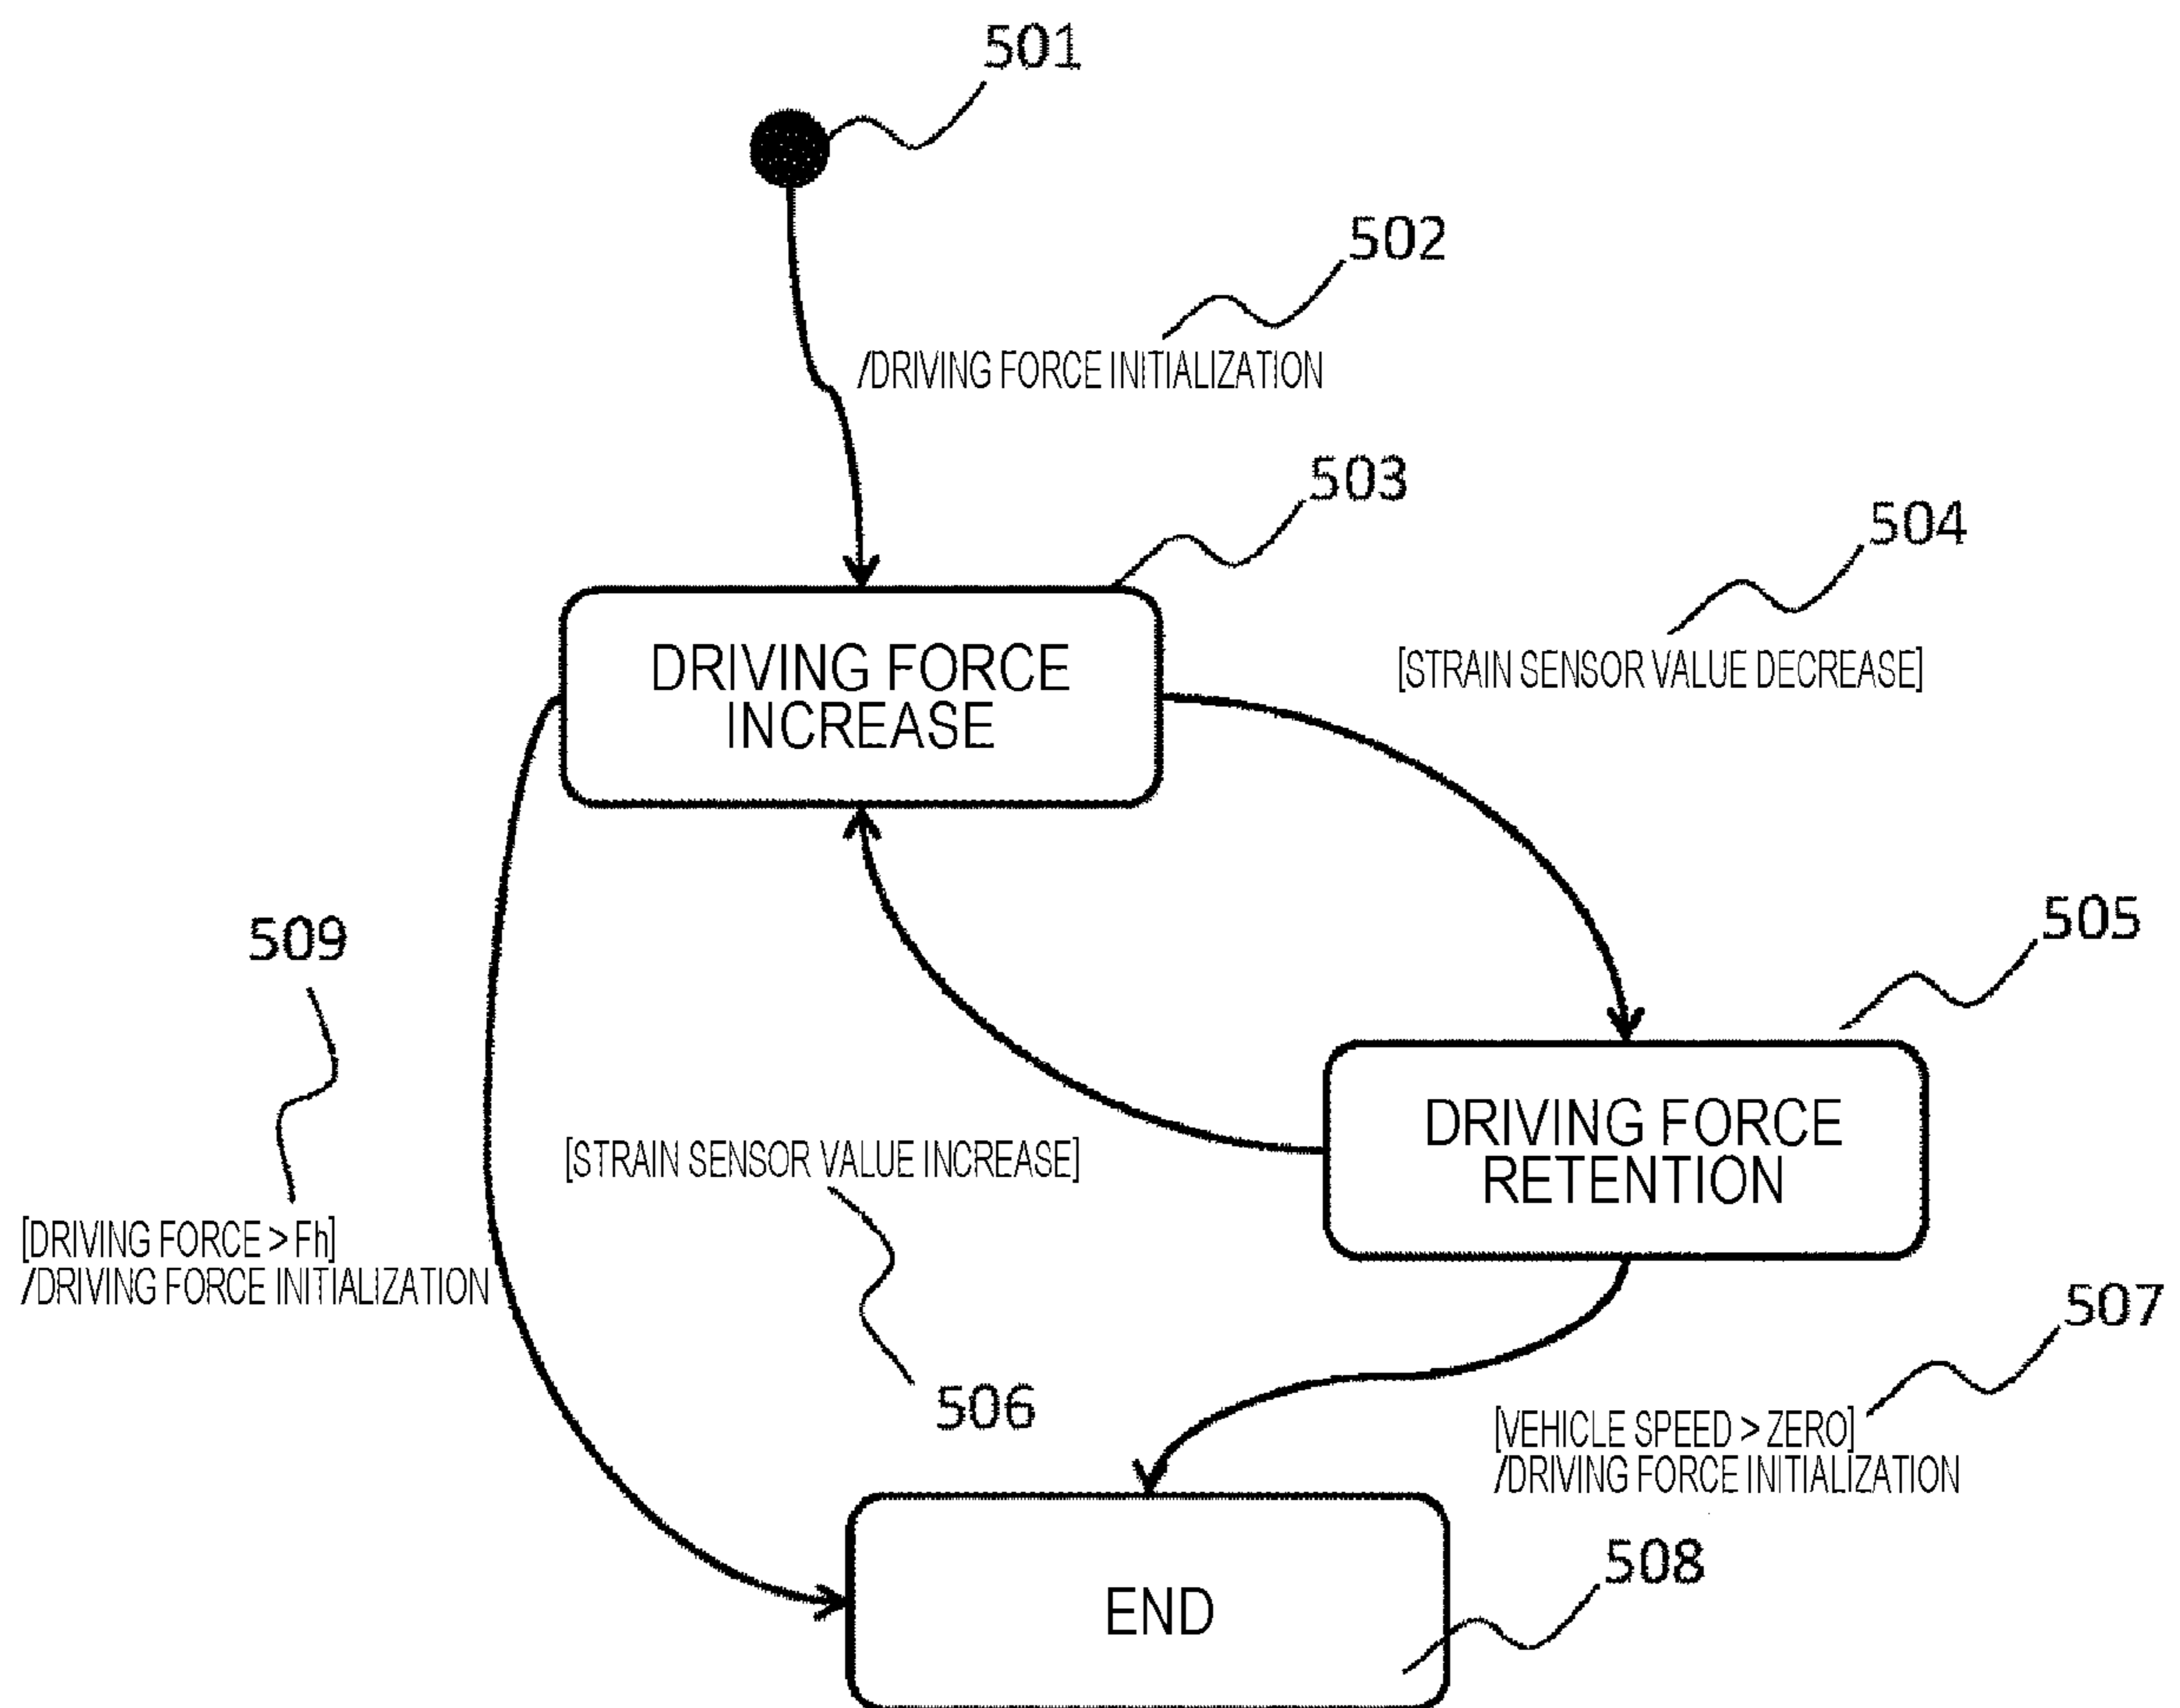 501
502
/DRIVING FORCE INITIALIZATION
503
504
DRIVING FORCE
INCREASE
[STRAIN SENSOR VALUE DECREASE]
509
505
DRIVING FORCE
RETENTION
[STRAIN SENSOR VALUE INCREASE]
[DRIVING FORCE > Fh]
/DRIVING FORCE INITIALIZATION
506
507
[VEHICLE SPEED > ZERO]
/DRIVING FORCE INITIALIZATION
508
END